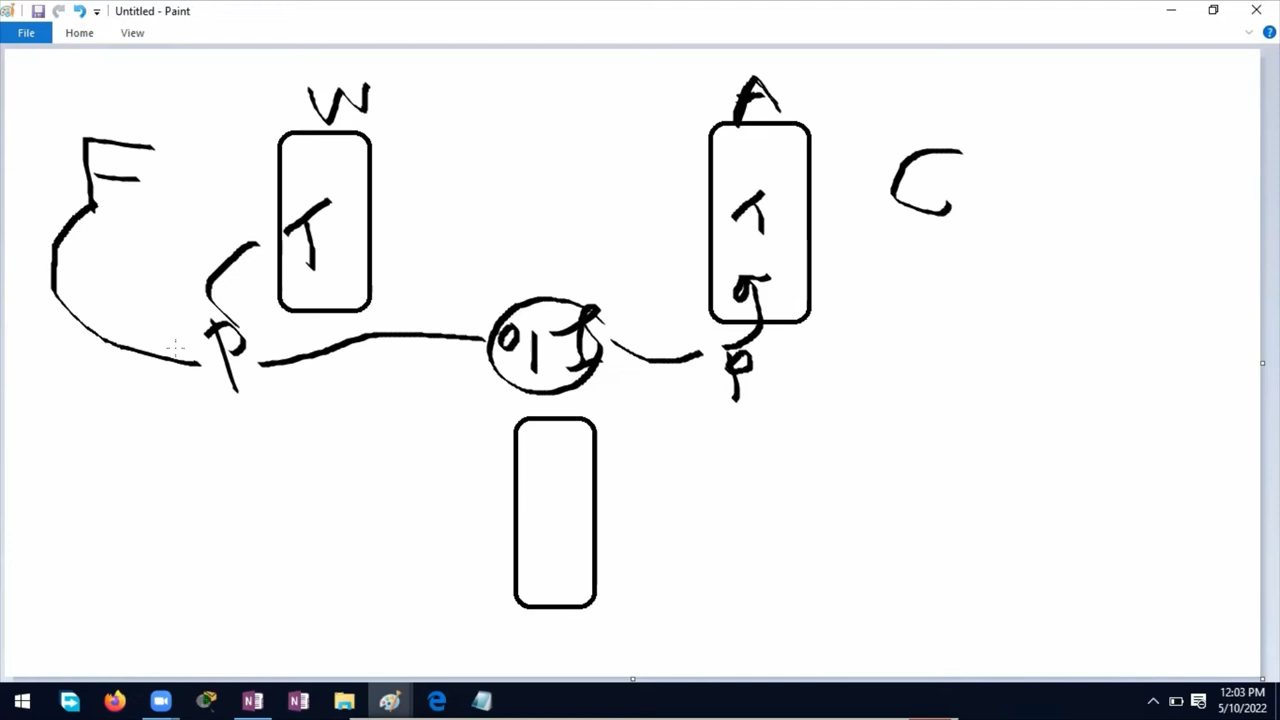 Untitled - Paint
File Home View
W A
F C
T T
P P
12:03 PM
5/10/2022